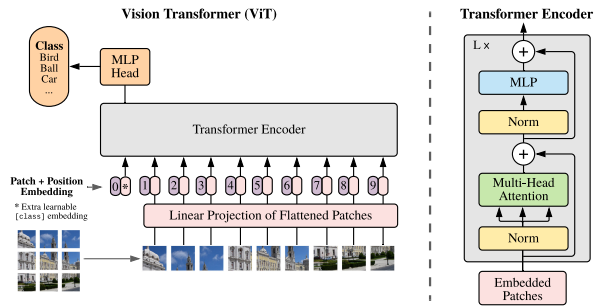 Vision Transformer (ViT)
Class
Bird
Ball
Car
...
MLP
Head
Transformer Encoder
Patch + Position
Embedding
0 * 1 2 3 4 5 6 7 8 9
* Extra learnable
[class] embedding
Linear Projection of Flattened Patches
Transformer Encoder
L ×
+
MLP
Norm
+
Multi-Head
Attention
Norm
Embedded
Patches